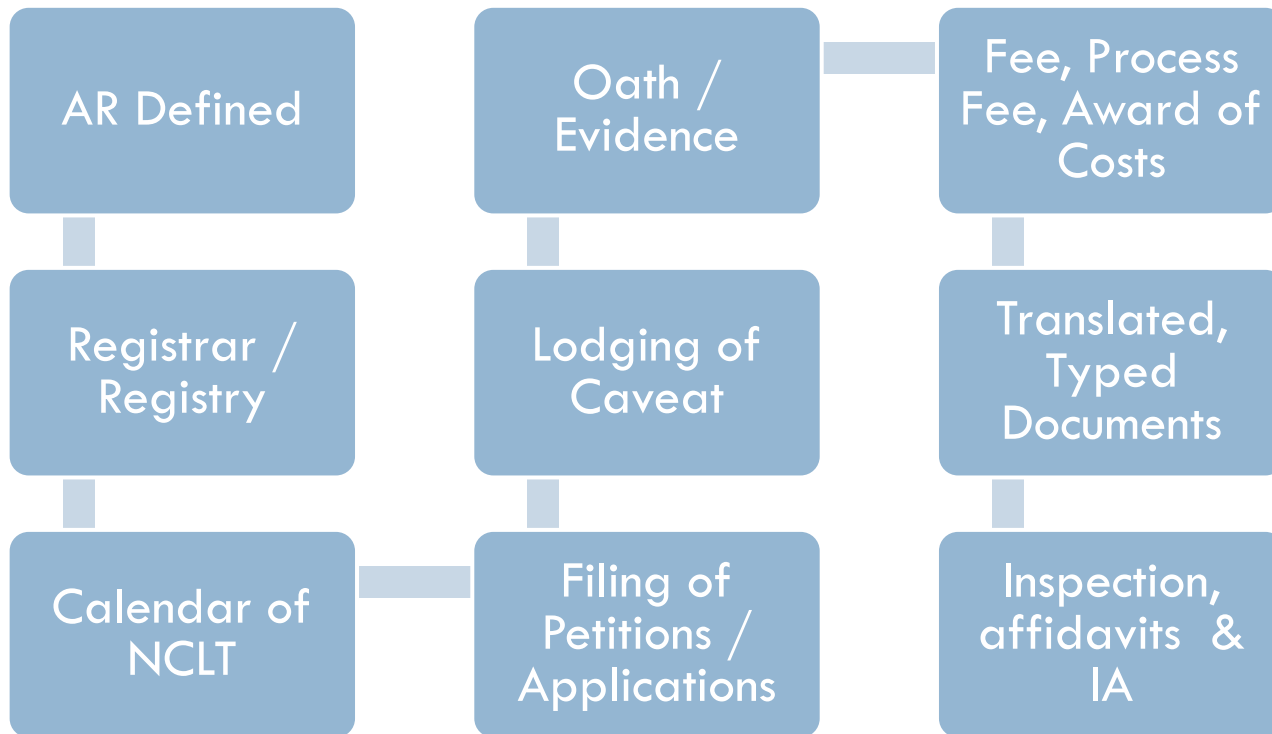 AR Defined
Registrar /
Registry
Calendar of
NCLT
Filing of
Petitions /
Applications
Lodging of
Caveat
Oath /
Evidence
Fee, Process
Fee, Award of
Costs
Translated,
Typed
Documents
Inspection,
affidavits & 
IA